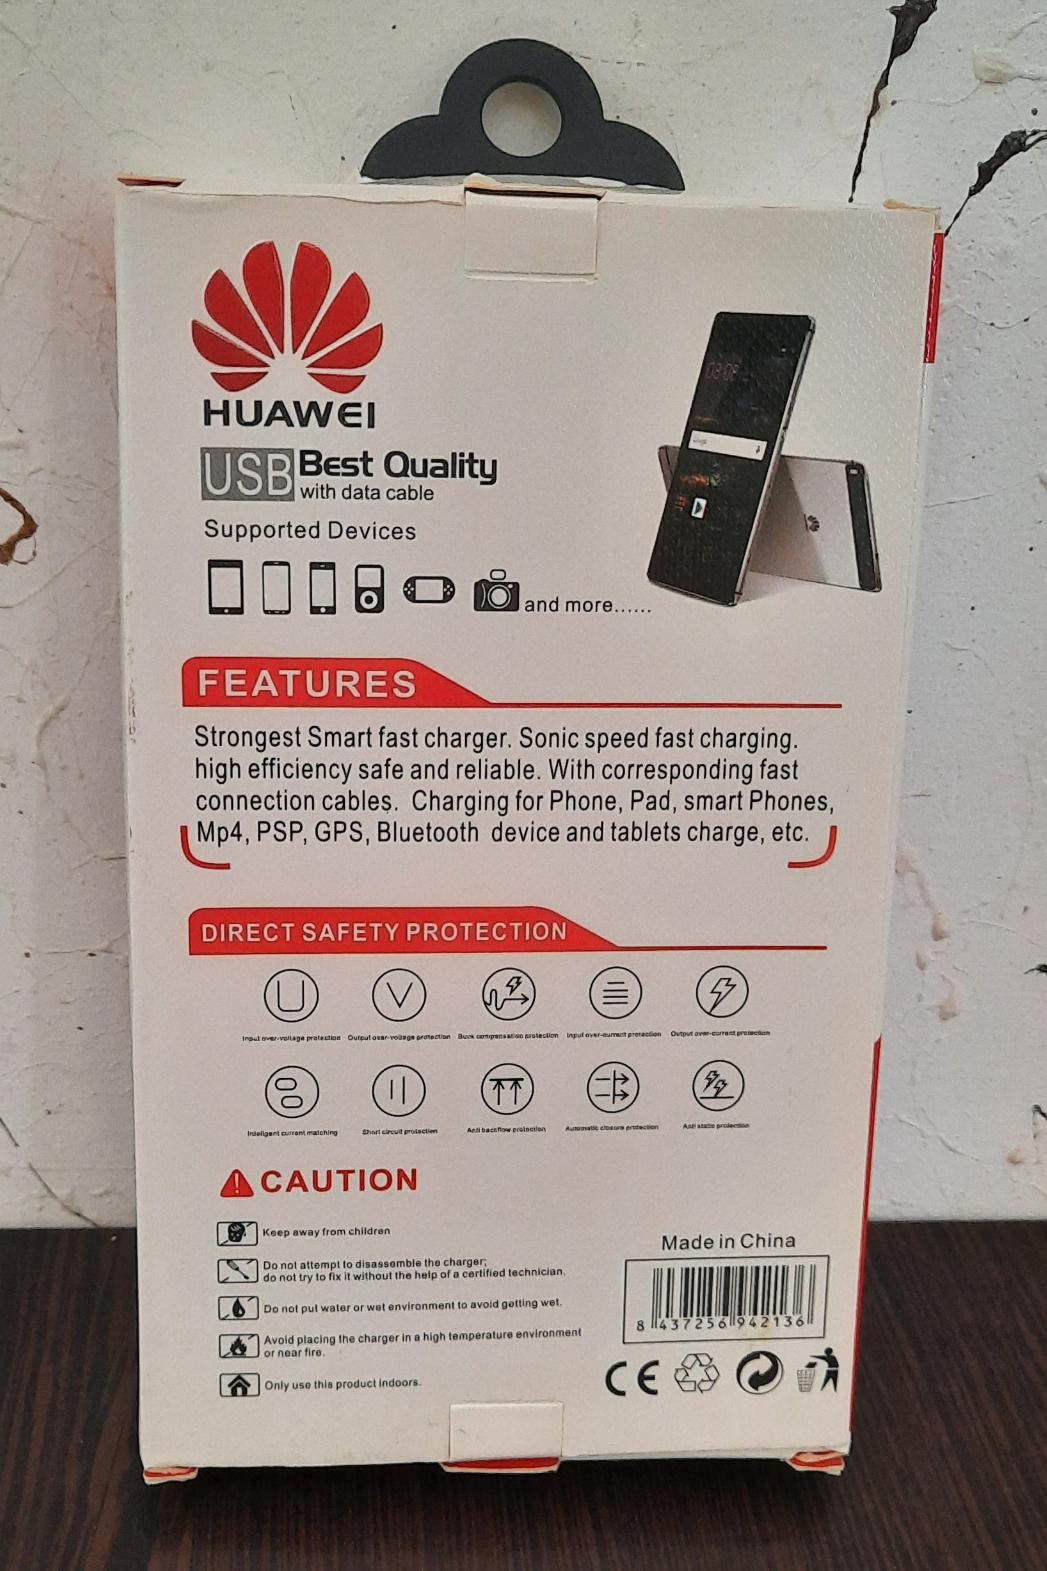 HUAWEI
USB Best Quality
with data cable
Supported Devices
and more......
FEATURES
Strongest Smart fast charger. Sonic speed fast charging.
high efficiency safe and reliable. With corresponding fast
connection cables. Charging for Phone, Pad, smart Phones,
Mp4, PSP, GPS, Bluetooth device and tablets charge, etc.
DIRECT SAFETY PROTECTION
Input over-voltage protection Output over-voltage protection Buck compensation protection Input over-current protection Output over-current protection
Intelligent current matching Short circuit protection Anti backflow protection Automatic closure protection Anti static protection
CAUTION
Keep away from children
Do not attempt to disassemble the charger;
do not try to fix it without the help of a certified technician.
Do not put water or wet environment to avoid getting wet.
Avoid placing the charger in a high temperature environment
or near fire.
Only use this product indoors.
Made in China
8 437256 942136
CE